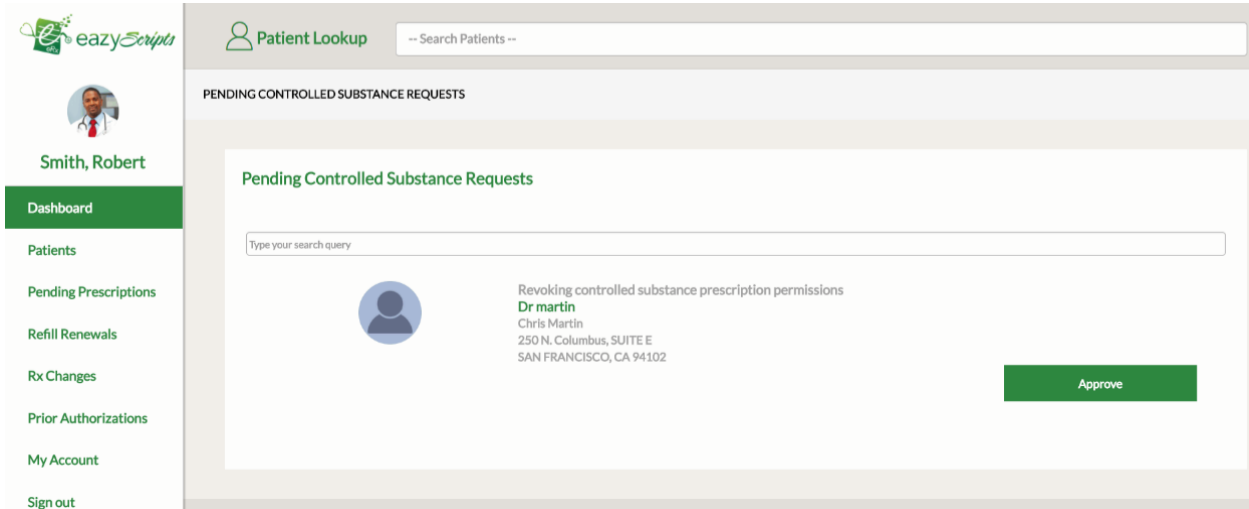 eazyScripts
Patient Lookup
-- Search Patients --
PENDING CONTROLLED SUBSTANCE REQUESTS
Smith, Robert
Dashboard
Patients
Pending Prescriptions
Refill Renewals
Rx Changes
Prior Authorizations
My Account
Sign out
Pending Controlled Substance Requests
Type your search query
Revoking controlled substance prescription permissions
Dr martin
Chris Martin
250 N. Columbus, SUITE E
SAN FRANCISCO, CA 94102
Approve